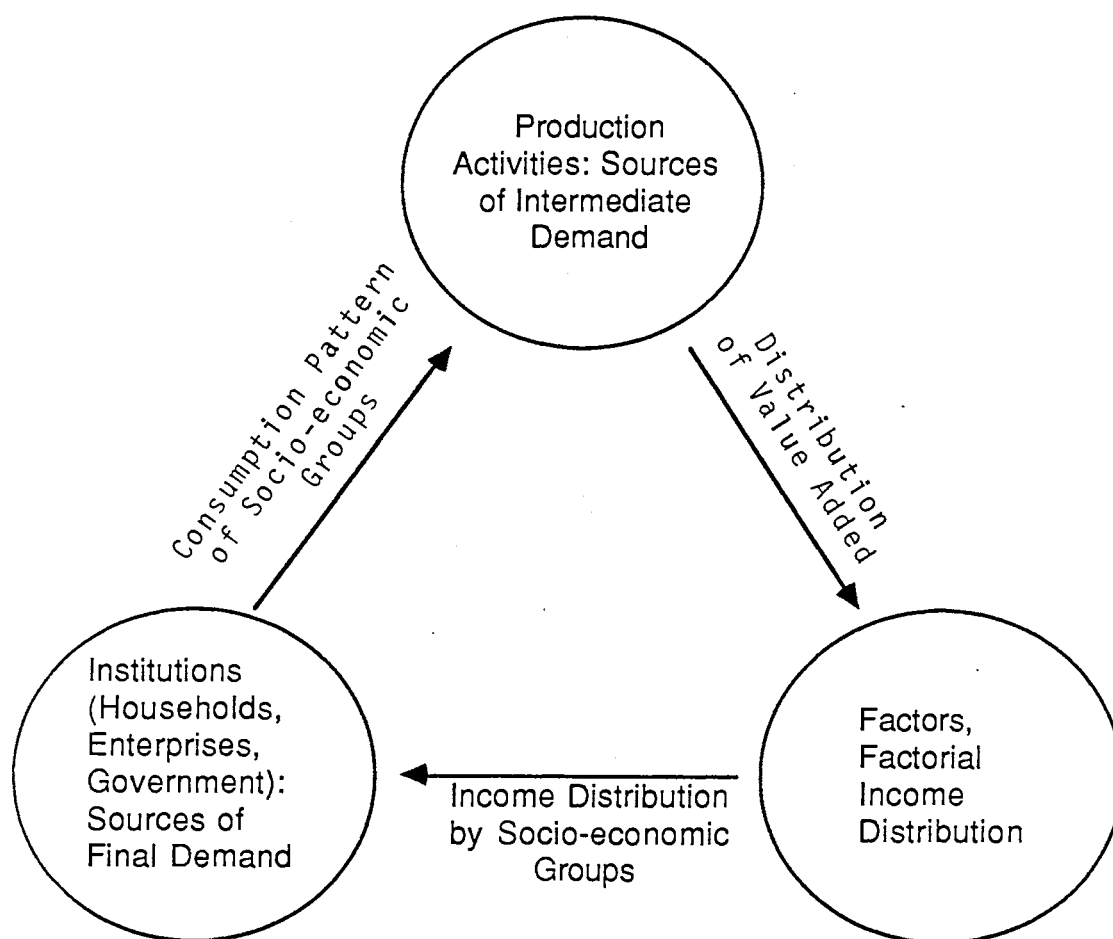 Production
Activities: Sources
of Intermediate
Demand
Consumption Pattern
of Socio-economic
Groups
Distribution
of Value Added
Institutions
(Households,
Enterprises,
Government):
Sources of
Final Demand
Income Distribution
by Socio-economic
Groups
Factors,
Factorial
Income
Distribution